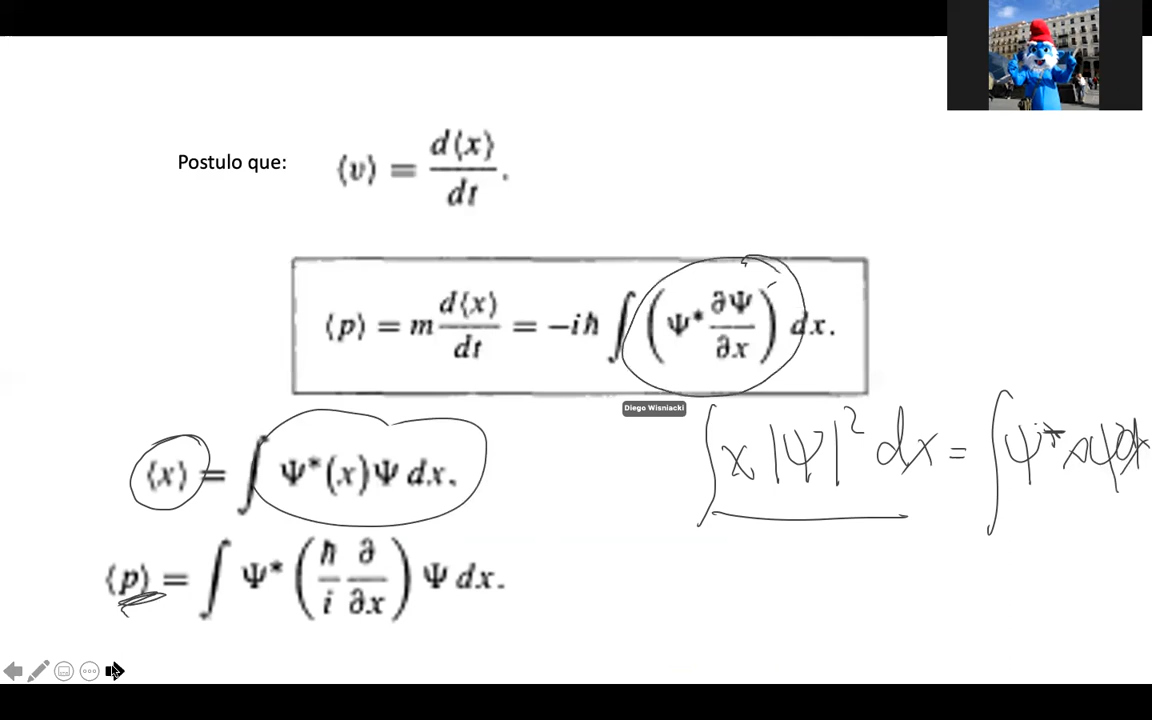 Postulo que: ⟨v⟩ = d⟨x⟩/dt.
⟨p⟩ = m d⟨x⟩/dt = −iħ ∫ (Ψ* ∂Ψ/∂x) dx.
Diego Wisniacki
⟨x⟩ = ∫ Ψ*(x)Ψ dx.
∫ x |Ψ|² dx = ∫ Ψ* x Ψ dx
⟨p⟩ = ∫ Ψ* (ħ/i ∂/∂x) Ψ dx.